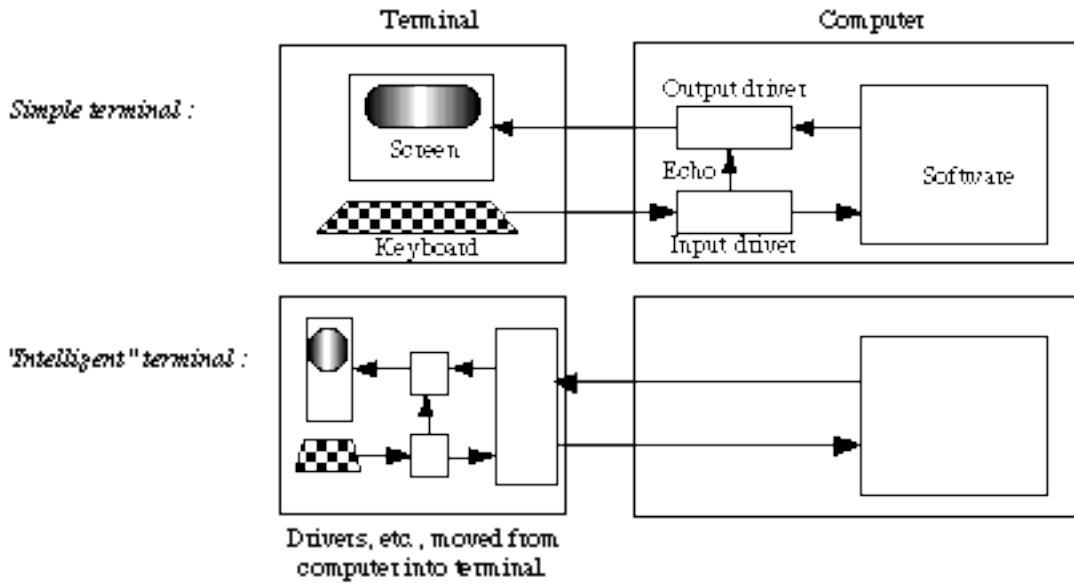 Terminal
Computer
Simple terminal :
Output driver
Screen
Echo
Software
Keyboard
Input driver
"Intelligent" terminal :
Drivers, etc., moved from
computer into terminal